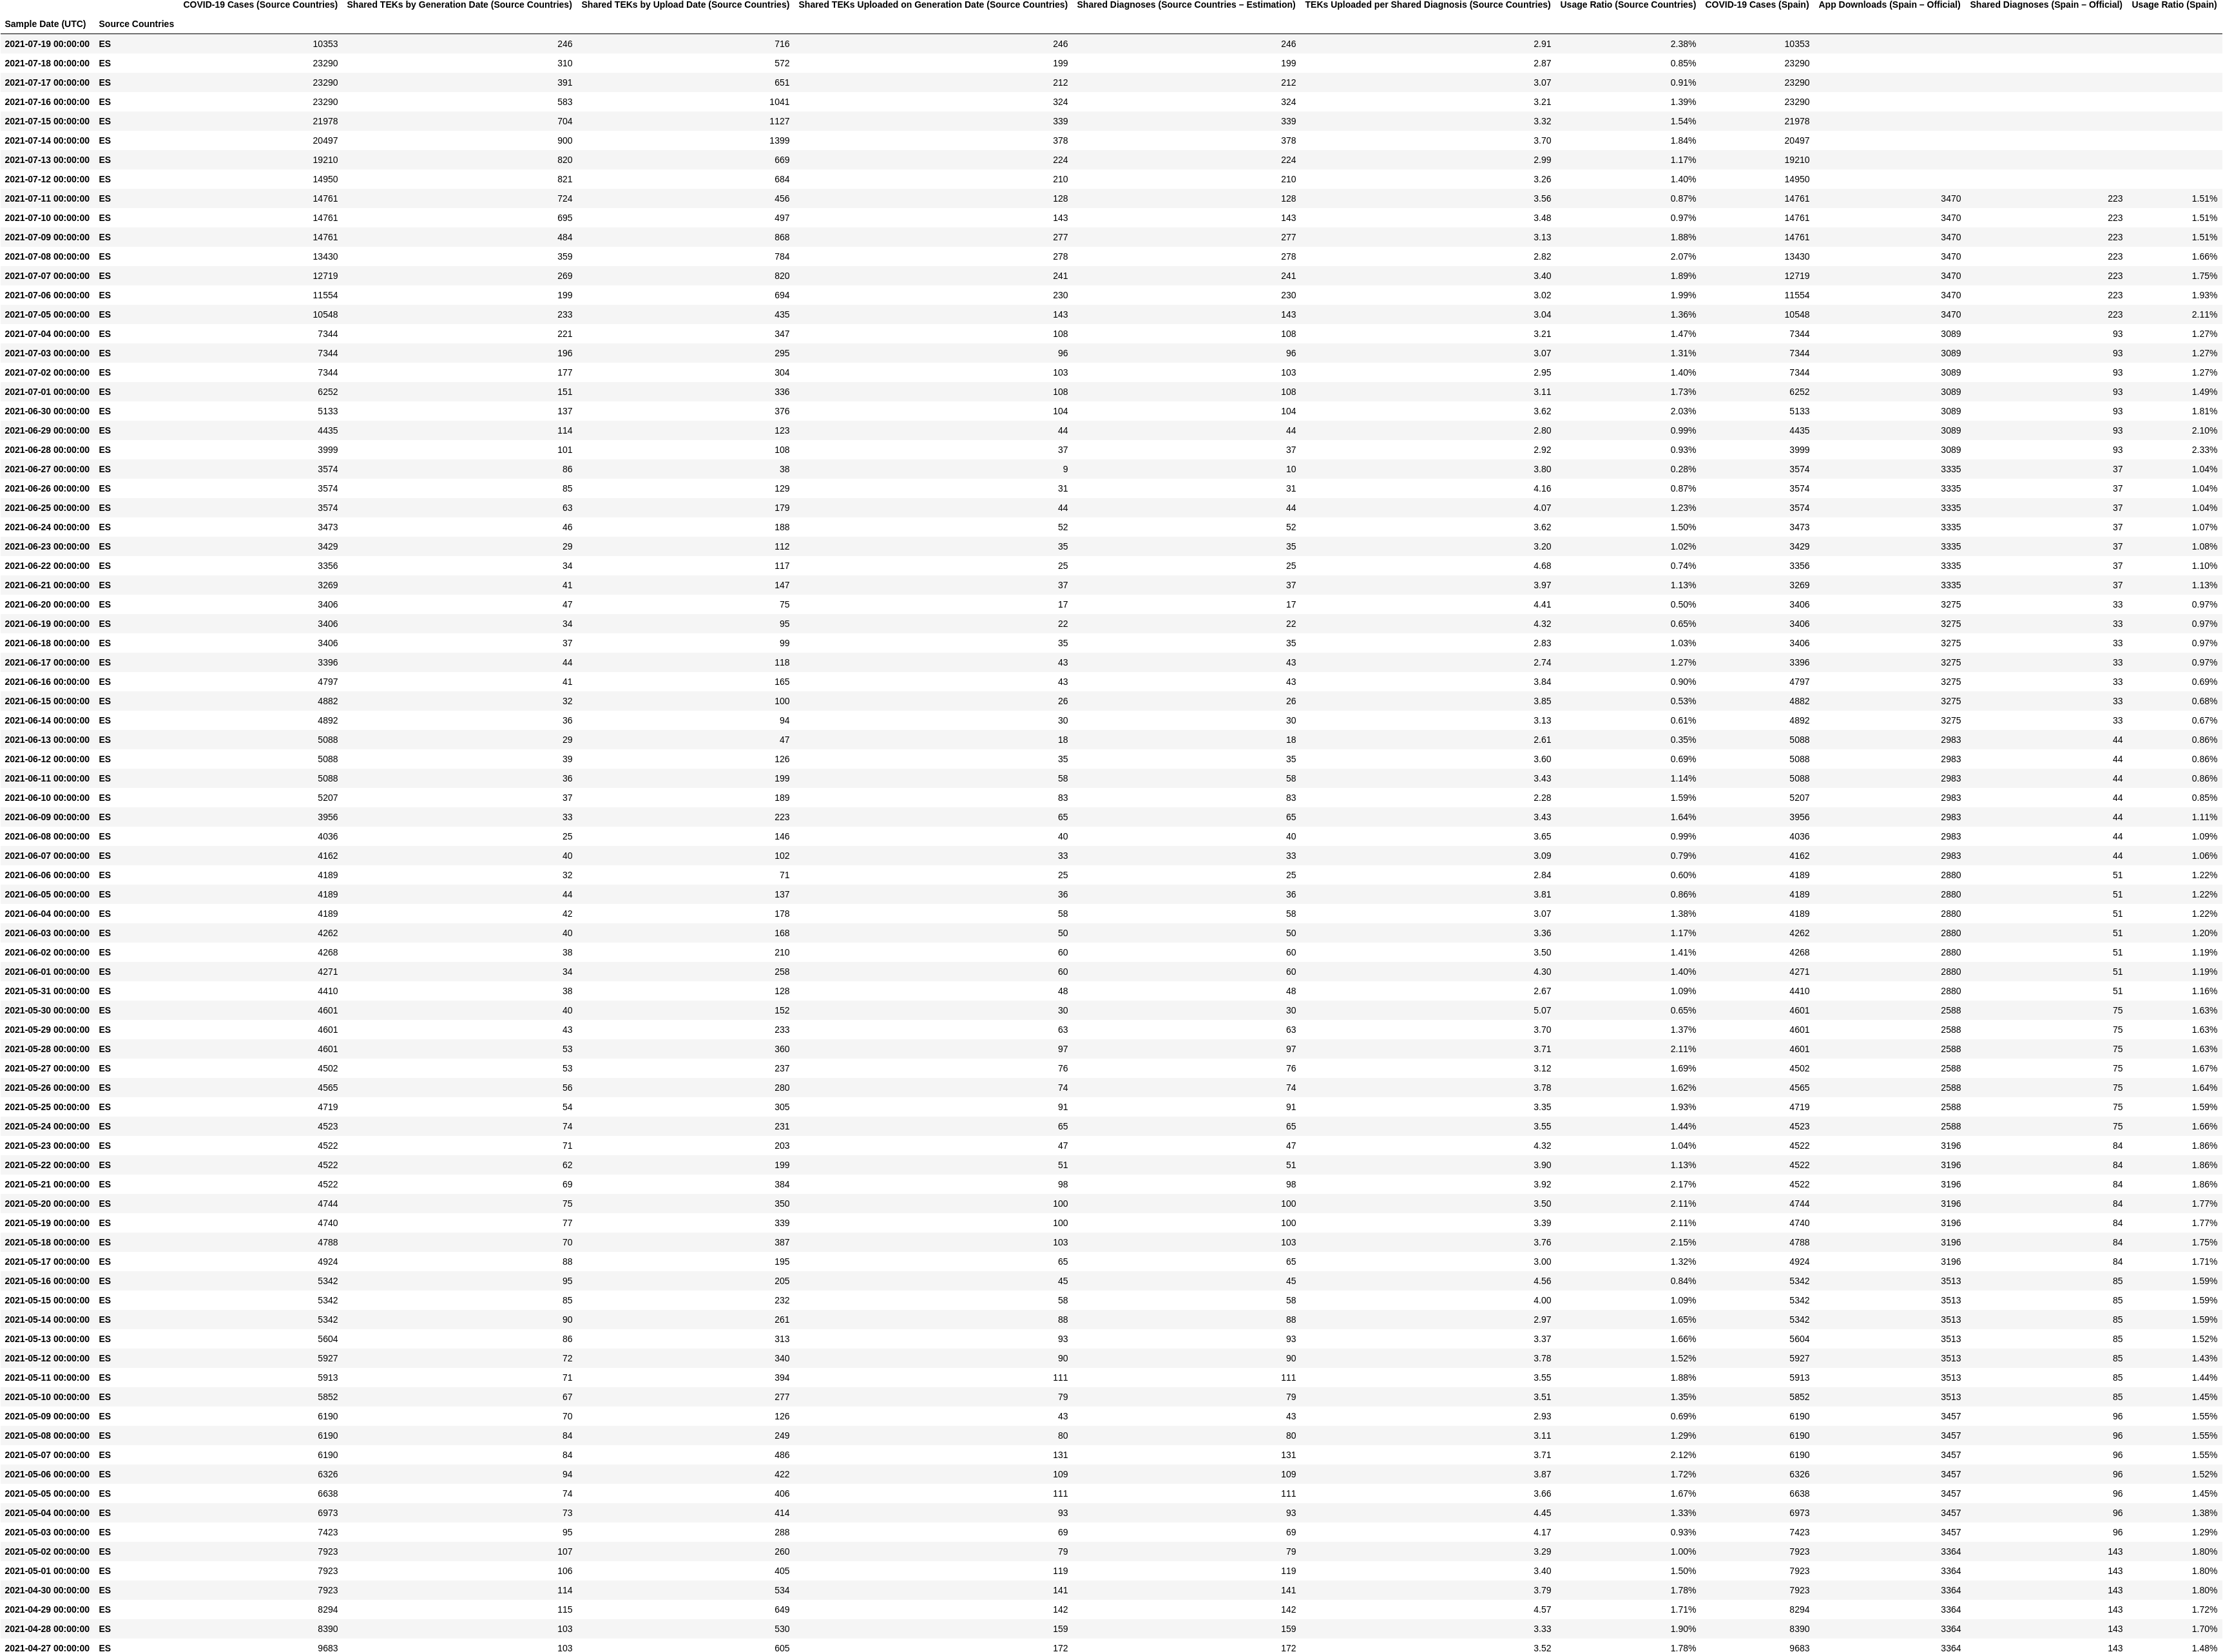 COVID-19 Cases (Source Countries) Shared TEKs by Generation Date (Source Countries) Shared TEKs by Upload Date (Source Countries) Shared TEKs Uploaded on Generation Date (Source Countries) Shared Diagnoses (Source Countries – Estimation) TEKs Uploaded per Shared Diagnosis (Source Countries) Usage Ratio (Source Countries) COVID-19 Cases (Spain) App Downloads (Spain – Official) Shared Diagnoses (Spain – Official) Usage Ratio (Spain)
Sample Date (UTC) Source Countries
2021-07-19 00:00:00 ES 10353 246 716 246 246 2.91 2.38% 10353
2021-07-18 00:00:00 ES 23290 310 572 199 199 2.87 0.85% 23290
2021-07-17 00:00:00 ES 23290 391 651 212 212 3.07 0.91% 23290
2021-07-16 00:00:00 ES 23290 583 1041 324 324 3.21 1.39% 23290
2021-07-15 00:00:00 ES 21978 704 1127 339 339 3.32 1.54% 21978
2021-07-14 00:00:00 ES 20497 900 1399 378 378 3.70 1.84% 20497
2021-07-13 00:00:00 ES 19210 820 669 224 224 2.99 1.17% 19210
2021-07-12 00:00:00 ES 14950 821 684 210 210 3.26 1.40% 14950
2021-07-11 00:00:00 ES 14761 724 456 128 128 3.56 0.87% 14761 3470 223 1.51%
2021-07-10 00:00:00 ES 14761 695 497 143 143 3.48 0.97% 14761 3470 223 1.51%
2021-07-09 00:00:00 ES 14761 484 868 277 277 3.13 1.88% 14761 3470 223 1.51%
2021-07-08 00:00:00 ES 13430 359 784 278 278 2.82 2.07% 13430 3470 223 1.66%
2021-07-07 00:00:00 ES 12719 269 820 241 241 3.40 1.89% 12719 3470 223 1.75%
2021-07-06 00:00:00 ES 11554 199 694 230 230 3.02 1.99% 11554 3470 223 1.93%
2021-07-05 00:00:00 ES 10548 233 435 143 143 3.04 1.36% 10548 3470 223 2.11%
2021-07-04 00:00:00 ES 7344 221 347 108 108 3.21 1.47% 7344 3089 93 1.27%
2021-07-03 00:00:00 ES 7344 196 295 96 96 3.07 1.31% 7344 3089 93 1.27%
2021-07-02 00:00:00 ES 7344 177 304 103 103 2.95 1.40% 7344 3089 93 1.27%
2021-07-01 00:00:00 ES 6252 151 336 108 108 3.11 1.73% 6252 3089 93 1.49%
2021-06-30 00:00:00 ES 5133 137 376 104 104 3.62 2.03% 5133 3089 93 1.81%
2021-06-29 00:00:00 ES 4435 114 123 44 44 2.80 0.99% 4435 3089 93 2.10%
2021-06-28 00:00:00 ES 3999 101 108 37 37 2.92 0.93% 3999 3089 93 2.33%
2021-06-27 00:00:00 ES 3574 86 38 9 10 3.80 0.28% 3574 3335 37 1.04%
2021-06-26 00:00:00 ES 3574 85 129 31 31 4.16 0.87% 3574 3335 37 1.04%
2021-06-25 00:00:00 ES 3574 63 179 44 44 4.07 1.23% 3574 3335 37 1.04%
2021-06-24 00:00:00 ES 3473 46 188 52 52 3.62 1.50% 3473 3335 37 1.07%
2021-06-23 00:00:00 ES 3429 29 112 35 35 3.20 1.02% 3429 3335 37 1.08%
2021-06-22 00:00:00 ES 3356 34 117 25 25 4.68 0.74% 3356 3335 37 1.10%
2021-06-21 00:00:00 ES 3269 41 147 37 37 3.97 1.13% 3269 3335 37 1.13%
2021-06-20 00:00:00 ES 3406 47 75 17 17 4.41 0.50% 3406 3275 33 0.97%
2021-06-19 00:00:00 ES 3406 34 95 22 22 4.32 0.65% 3406 3275 33 0.97%
2021-06-18 00:00:00 ES 3406 37 99 35 35 2.83 1.03% 3406 3275 33 0.97%
2021-06-17 00:00:00 ES 3396 44 118 43 43 2.74 1.27% 3396 3275 33 0.97%
2021-06-16 00:00:00 ES 4797 41 165 43 43 3.84 0.90% 4797 3275 33 0.69%
2021-06-15 00:00:00 ES 4882 32 100 26 26 3.85 0.53% 4882 3275 33 0.68%
2021-06-14 00:00:00 ES 4892 36 94 30 30 3.13 0.61% 4892 3275 33 0.67%
2021-06-13 00:00:00 ES 5088 29 47 18 18 2.61 0.35% 5088 2983 44 0.86%
2021-06-12 00:00:00 ES 5088 39 126 35 35 3.60 0.69% 5088 2983 44 0.86%
2021-06-11 00:00:00 ES 5088 36 199 58 58 3.43 1.14% 5088 2983 44 0.86%
2021-06-10 00:00:00 ES 5207 37 189 83 83 2.28 1.59% 5207 2983 44 0.85%
2021-06-09 00:00:00 ES 3956 33 223 65 65 3.43 1.64% 3956 2983 44 1.11%
2021-06-08 00:00:00 ES 4036 25 146 40 40 3.65 0.99% 4036 2983 44 1.09%
2021-06-07 00:00:00 ES 4162 40 102 33 33 3.09 0.79% 4162 2983 44 1.06%
2021-06-06 00:00:00 ES 4189 32 71 25 25 2.84 0.60% 4189 2880 51 1.22%
2021-06-05 00:00:00 ES 4189 44 137 36 36 3.81 0.86% 4189 2880 51 1.22%
2021-06-04 00:00:00 ES 4189 42 178 58 58 3.07 1.38% 4189 2880 51 1.22%
2021-06-03 00:00:00 ES 4262 40 168 50 50 3.36 1.17% 4262 2880 51 1.20%
2021-06-02 00:00:00 ES 4268 38 210 60 60 3.50 1.41% 4268 2880 51 1.19%
2021-06-01 00:00:00 ES 4271 34 258 60 60 4.30 1.40% 4271 2880 51 1.19%
2021-05-31 00:00:00 ES 4410 38 128 48 48 2.67 1.09% 4410 2880 51 1.16%
2021-05-30 00:00:00 ES 4601 40 152 30 30 5.07 0.65% 4601 2588 75 1.63%
2021-05-29 00:00:00 ES 4601 43 233 63 63 3.70 1.37% 4601 2588 75 1.63%
2021-05-28 00:00:00 ES 4601 53 360 97 97 3.71 2.11% 4601 2588 75 1.63%
2021-05-27 00:00:00 ES 4502 53 237 76 76 3.12 1.69% 4502 2588 75 1.67%
2021-05-26 00:00:00 ES 4565 56 280 74 74 3.78 1.62% 4565 2588 75 1.64%
2021-05-25 00:00:00 ES 4719 54 305 91 91 3.35 1.93% 4719 2588 75 1.59%
2021-05-24 00:00:00 ES 4523 74 231 65 65 3.55 1.44% 4523 2588 75 1.66%
2021-05-23 00:00:00 ES 4522 71 203 47 47 4.32 1.04% 4522 3196 84 1.86%
2021-05-22 00:00:00 ES 4522 62 199 51 51 3.90 1.13% 4522 3196 84 1.86%
2021-05-21 00:00:00 ES 4522 69 384 98 98 3.92 2.17% 4522 3196 84 1.86%
2021-05-20 00:00:00 ES 4744 75 350 100 100 3.50 2.11% 4744 3196 84 1.77%
2021-05-19 00:00:00 ES 4740 77 339 100 100 3.39 2.11% 4740 3196 84 1.77%
2021-05-18 00:00:00 ES 4788 70 387 103 103 3.76 2.15% 4788 3196 84 1.75%
2021-05-17 00:00:00 ES 4924 88 195 65 65 3.00 1.32% 4924 3196 84 1.71%
2021-05-16 00:00:00 ES 5342 95 205 45 45 4.56 0.84% 5342 3513 85 1.59%
2021-05-15 00:00:00 ES 5342 85 232 58 58 4.00 1.09% 5342 3513 85 1.59%
2021-05-14 00:00:00 ES 5342 90 261 88 88 2.97 1.65% 5342 3513 85 1.59%
2021-05-13 00:00:00 ES 5604 86 313 93 93 3.37 1.66% 5604 3513 85 1.52%
2021-05-12 00:00:00 ES 5927 72 340 90 90 3.78 1.52% 5927 3513 85 1.43%
2021-05-11 00:00:00 ES 5913 71 394 111 111 3.55 1.88% 5913 3513 85 1.44%
2021-05-10 00:00:00 ES 5852 67 277 79 79 3.51 1.35% 5852 3513 85 1.45%
2021-05-09 00:00:00 ES 6190 70 126 43 43 2.93 0.69% 6190 3457 96 1.55%
2021-05-08 00:00:00 ES 6190 84 249 80 80 3.11 1.29% 6190 3457 96 1.55%
2021-05-07 00:00:00 ES 6190 84 486 131 131 3.71 2.12% 6190 3457 96 1.55%
2021-05-06 00:00:00 ES 6326 94 422 109 109 3.87 1.72% 6326 3457 96 1.52%
2021-05-05 00:00:00 ES 6638 74 406 111 111 3.66 1.67% 6638 3457 96 1.45%
2021-05-04 00:00:00 ES 6973 73 414 93 93 4.45 1.33% 6973 3457 96 1.38%
2021-05-03 00:00:00 ES 7423 95 288 69 69 4.17 0.93% 7423 3457 96 1.29%
2021-05-02 00:00:00 ES 7923 107 260 79 79 3.29 1.00% 7923 3364 143 1.80%
2021-05-01 00:00:00 ES 7923 106 405 119 119 3.40 1.50% 7923 3364 143 1.80%
2021-04-30 00:00:00 ES 7923 114 534 141 141 3.79 1.78% 7923 3364 143 1.80%
2021-04-29 00:00:00 ES 8294 115 649 142 142 4.57 1.71% 8294 3364 143 1.72%
2021-04-28 00:00:00 ES 8390 103 530 159 159 3.33 1.90% 8390 3364 143 1.70%
2021-04-27 00:00:00 ES 9683 103 605 172 172 3.52 1.78% 9683 3364 143 1.48%